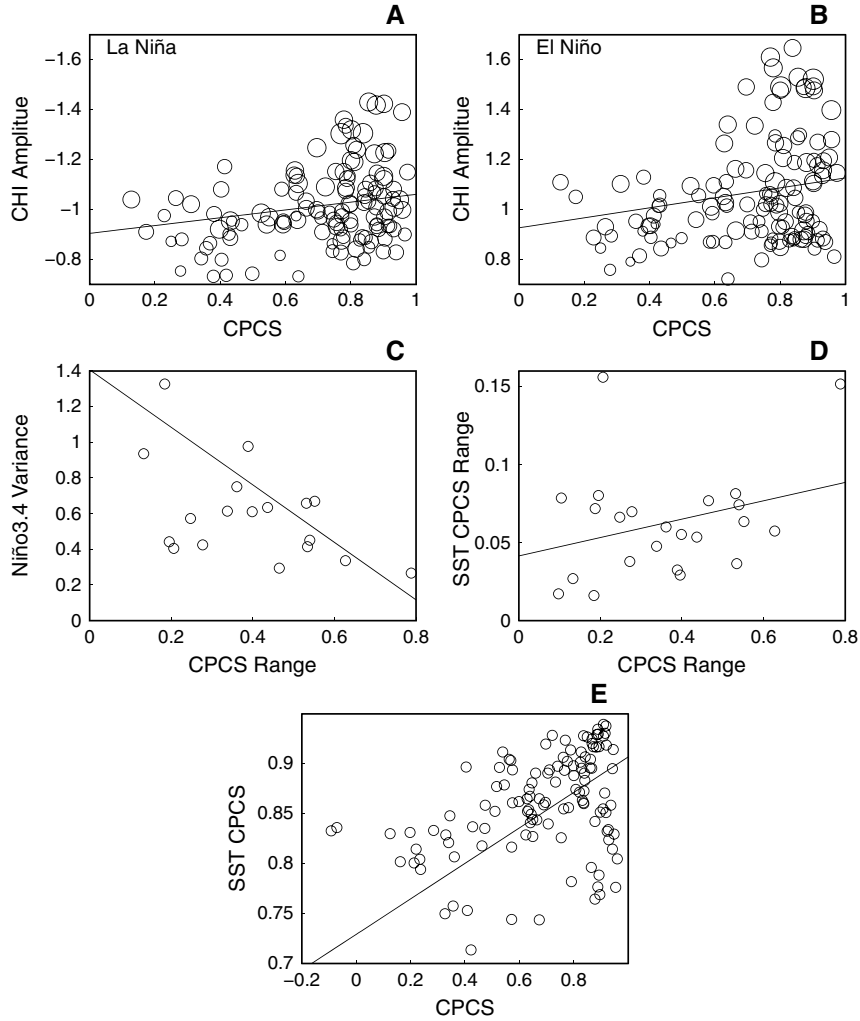 A
La Niña
−1.6
−1.4
−1.2
−1
−0.8
CHI Amplitue
0 0.2 0.4 0.6 0.8 1
CPCS
B
El Niño
1.6
1.4
1.2
1
0.8
CHI Amplitue
0 0.2 0.4 0.6 0.8 1
CPCS
C
1.4
1.2
1
0.8
0.6
0.4
0.2
0
Niño3.4 Variance
0 0.2 0.4 0.6 0.8
CPCS Range
D
0.15
0.1
0.05
0
SST CPCS Range
0 0.2 0.4 0.6 0.8
CPCS Range
E
0.9
0.85
0.8
0.75
0.7
SST CPCS
−0.2 0 0.2 0.4 0.6 0.8
CPCS